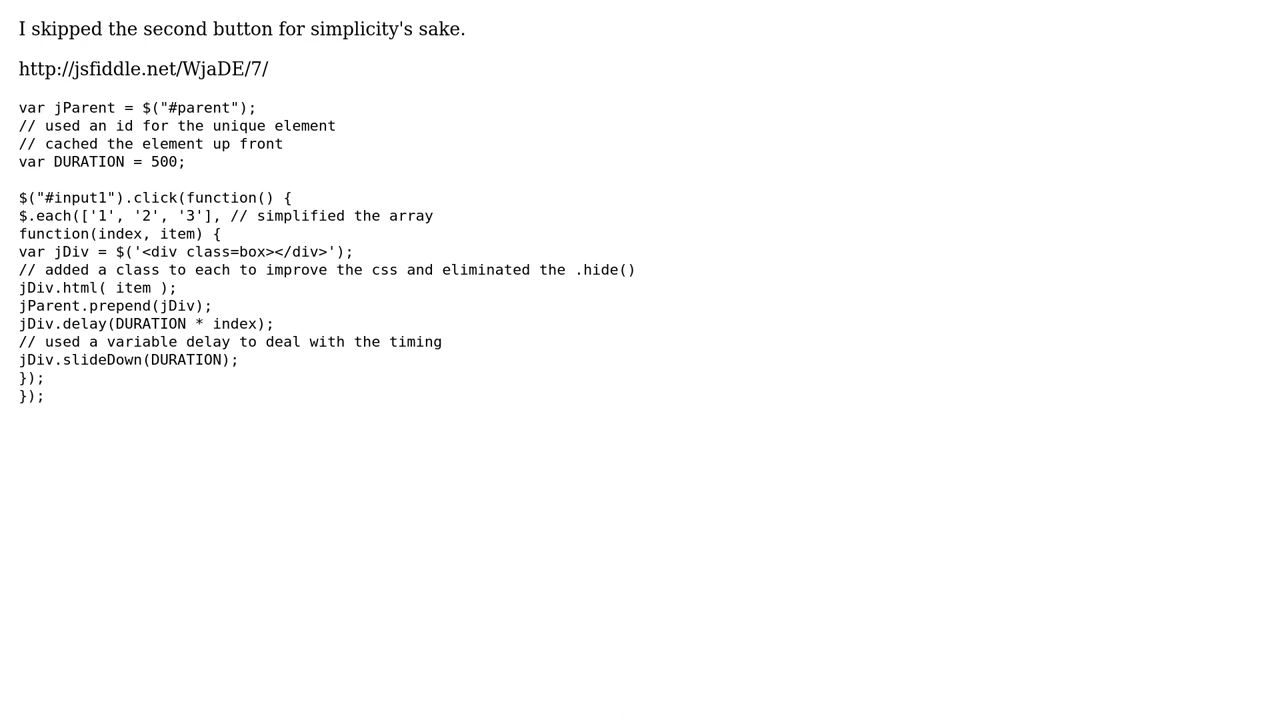 I skipped the second button for simplicity's sake.
http://jsfiddle.net/WjaDE/7/
var jParent = $("#parent");
// used an id for the unique element
// cached the element up front
var DURATION = 500;
$("#input1").click(function() {
$.each(['1', '2', '3'], // simplified the array
function(index, item) {
var jDiv = $('<div class=box></div>');
// added a class to each to improve the css and eliminated the .hide()
jDiv.html( item );
jParent.prepend(jDiv);
jDiv.delay(DURATION * index);
// used a variable delay to deal with the timing
jDiv.slideDown(DURATION);
});
});